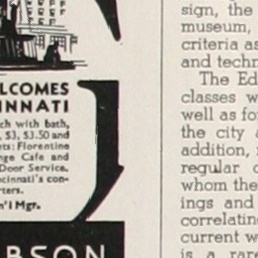 LCOMES
INNATI
ch with bath,
, $3, $3.50 and
ts: Florentine
nge Cafe and
Door Service.
cinnati's con-
rters.
n'l Mgr.
BSON
sign, the
museum,
criteria as
and techn
The Ed
classes w
well as fo
the city a
addition,
regular c
whom the
ings and
correlatin
current w
is a rare